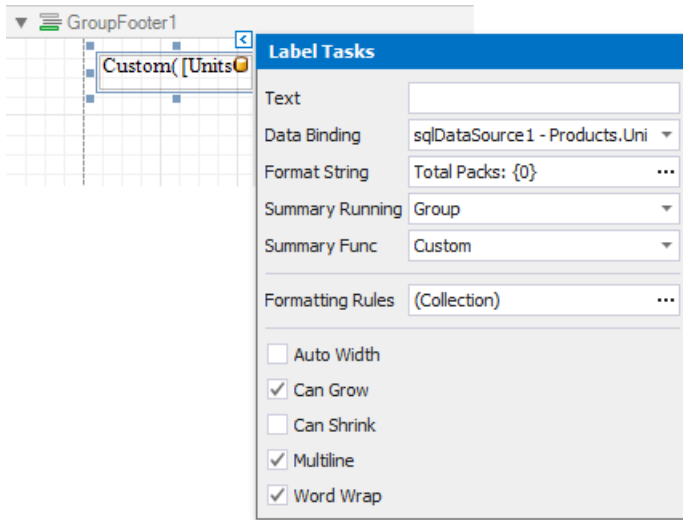 GroupFooter1
Custom( [Units
Label Tasks
Text
Data Binding sqlDataSource1 - Products.Uni
Format String Total Packs: {0} ...
Summary Running Group
Summary Func Custom
Formatting Rules (Collection) ...
Auto Width
Can Grow
Can Shrink
Multiline
Word Wrap